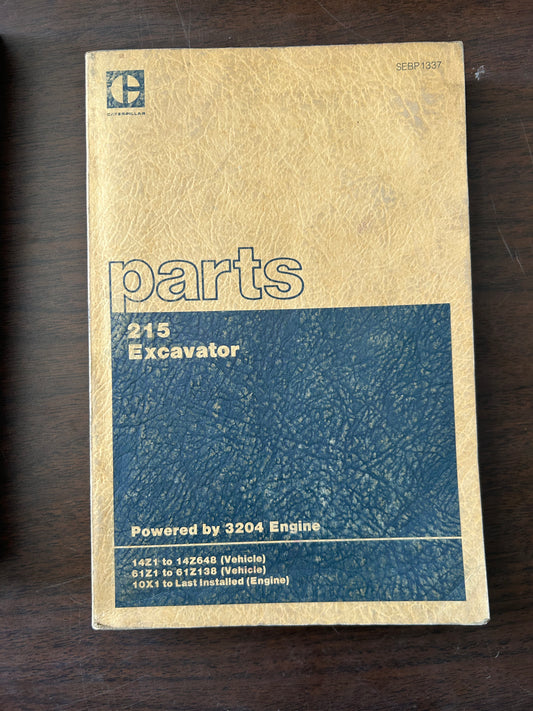 SEBP1337
CATERPILLAR
parts
215
Excavator
Powered by 3204 Engine
14Z1 to 14Z648 (Vehicle)
61Z1 to 61Z138 (Vehicle)
10X1 to Last Installed (Engine)